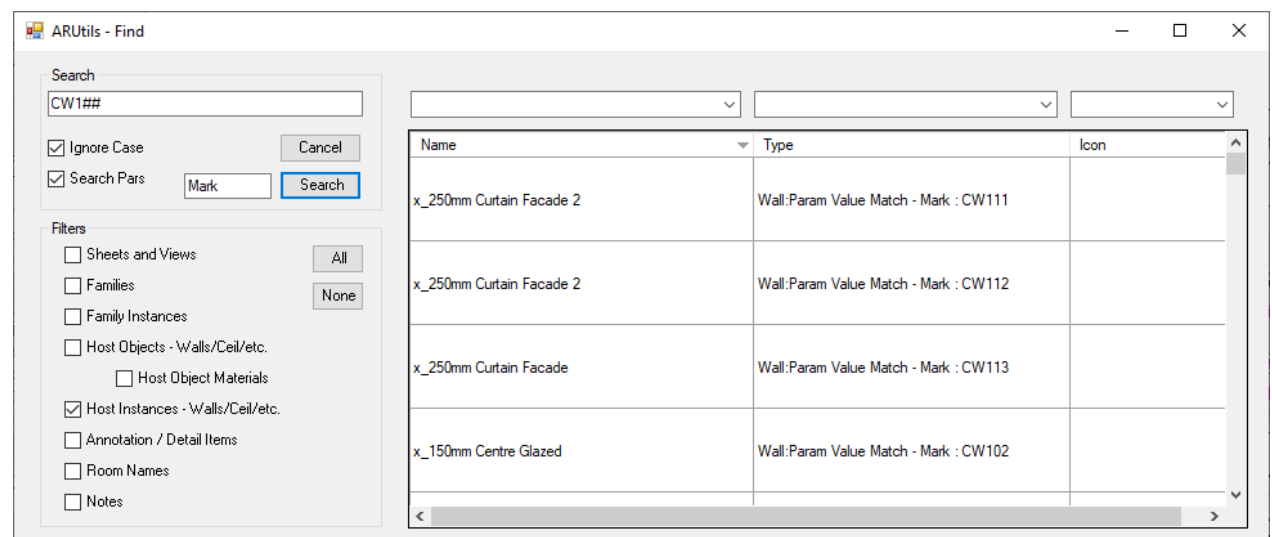 ARUtils - Find
Search
CW1##
Ignore Case
Cancel
Search Pars
Mark
Search
Filters
Sheets and Views
All
Families
None
Family Instances
Host Objects - Walls/Ceil/etc.
Host Object Materials
Host Instances - Walls/Ceil/etc.
Annotation / Detail Items
Room Names
Notes
Name Type Icon
x_250mm Curtain Facade 2 Wall:Param Value Match - Mark : CW111
x_250mm Curtain Facade 2 Wall:Param Value Match - Mark : CW112
x_250mm Curtain Facade Wall:Param Value Match - Mark : CW113
x_150mm Centre Glazed Wall:Param Value Match - Mark : CW102